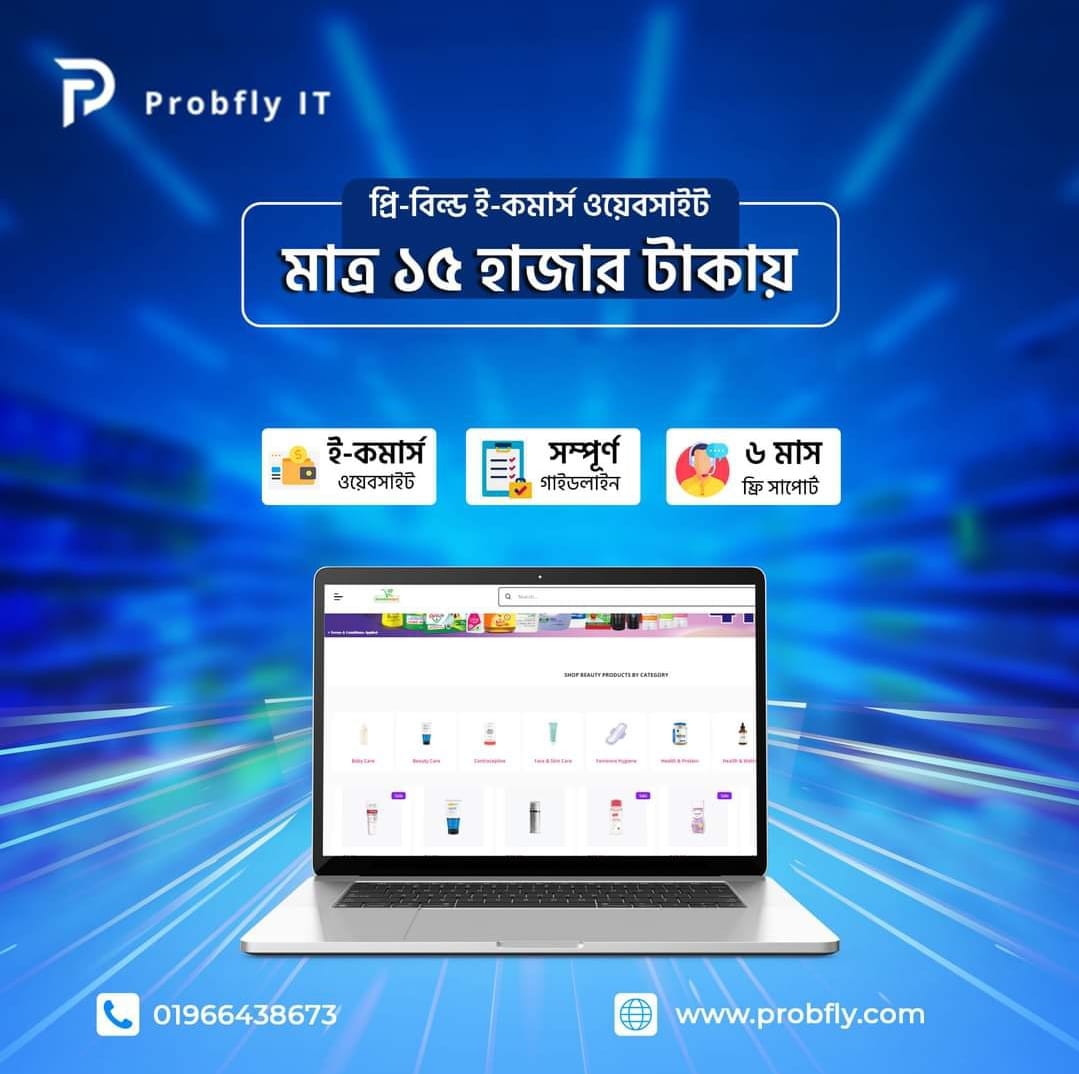 Probfly IT
প্রি-বিল্ড ই-কমার্স ওয়েবসাইট
মাত্র ১৫ হাজার টাকায়
ই-কমার্স
ওয়েবসাইট
সম্পূর্ণ
গাইডলাইন
৬ মাস
ফ্রি সাপোর্ট
Search...
SHOP BEAUTY PRODUCTS BY CATEGORY
Baby Care
Beauty Care
Contraceptive
Face & Skin Care
Feminine Hygiene
Health & Protein
Health &
Sale
Sale
Sale
01966438673
www.probfly.com